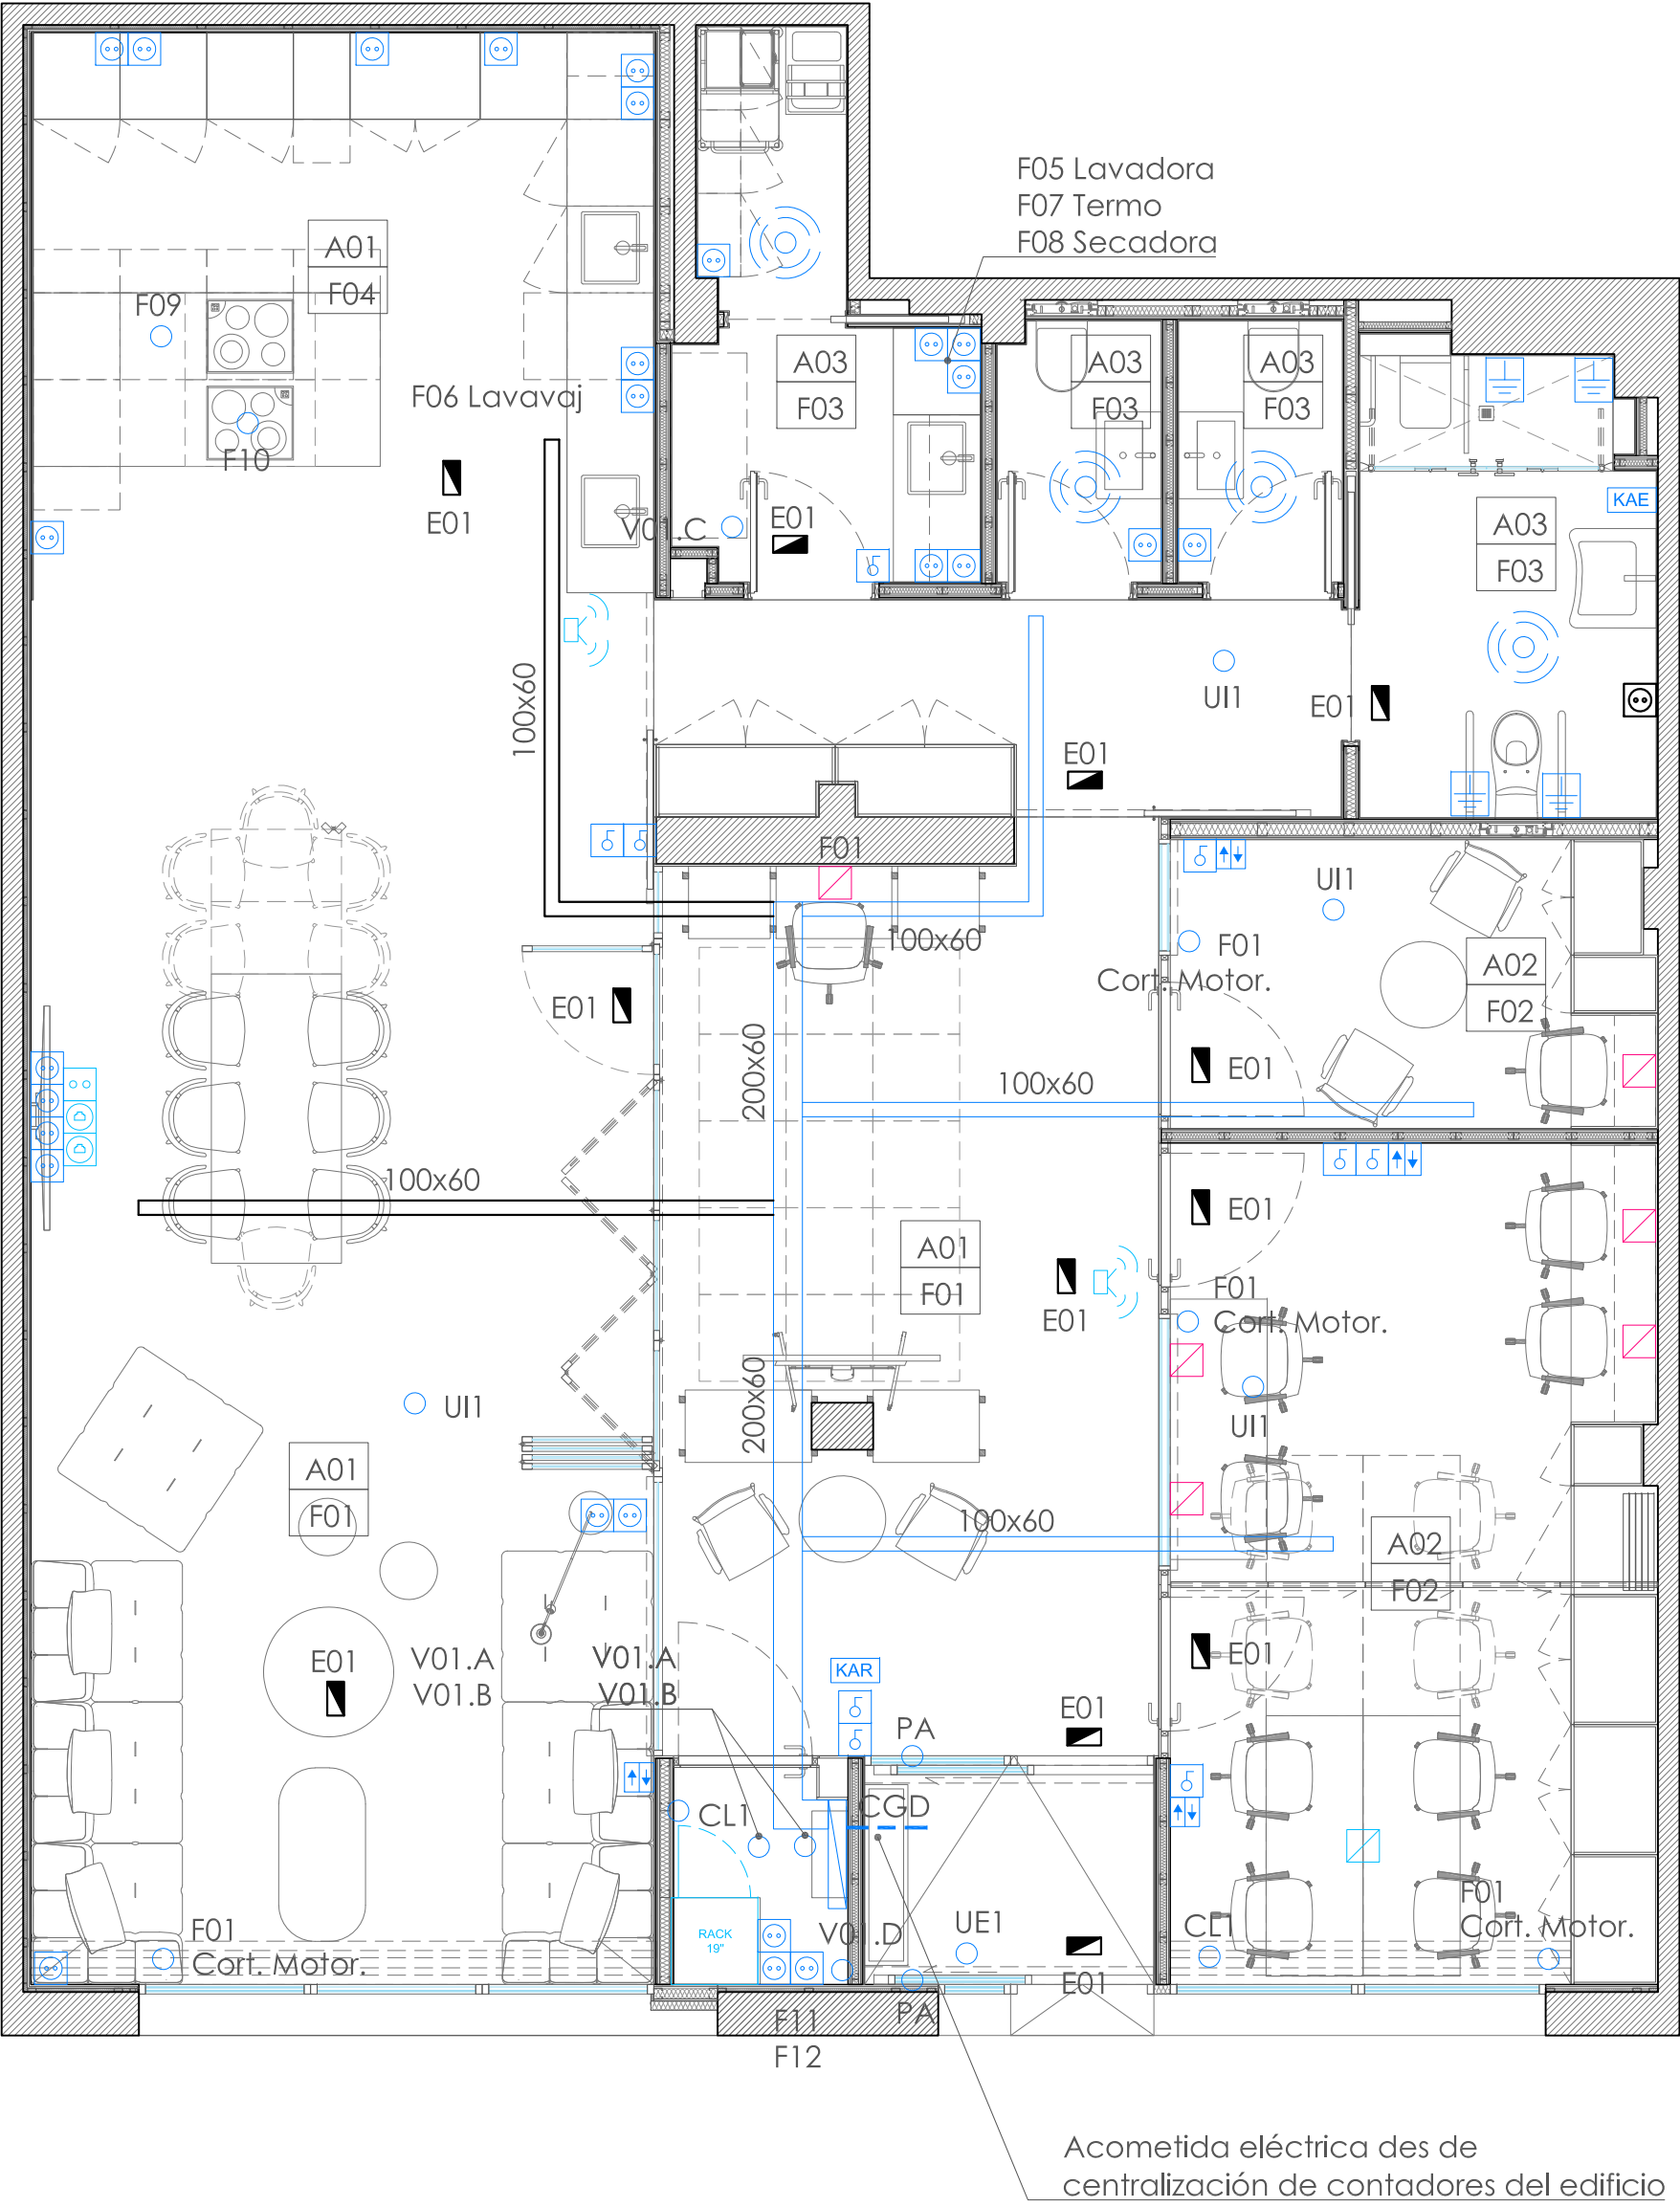 F05 Lavadora
F07 Termo
F08 Secadora
A01
F04
F09
F10
F06 Lavavaj
E01
A03
F03
A03
F03
A03
F03
V01.C
E01
KAE
A03
F03
100x60
UI1
E01
E01
F01
100x60
UI1
F01
Cort. Motor.
A02
F02
E01
E01
200x60
100x60
100x60
E01
A01
F01
E01
F01
Cort. Motor.
200x60
UI1
UI1
A01
F01
100x60
A02
F02
E01
V01.A
V01.B
V01.A
V01.B
KAR
E01
PA
E01
CL1
CGD
RACK
19"
V01.D
UE1
CL1
F01
Cort. Motor.
F01
Cort. Motor.
E01
PA
F11
F12
Acometida eléctrica des de
centralización de contadores del edificio